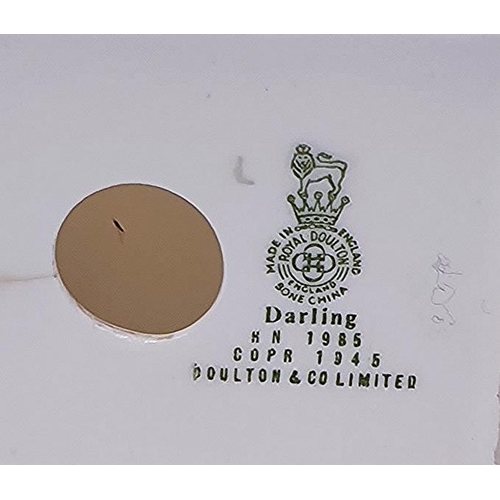 MADE IN ENGLAND
ROYAL DOULTON
ENGLAND
BONE CHINA
Darling
HN 1985
COPR 1945
DOULTON & CO LIMITED